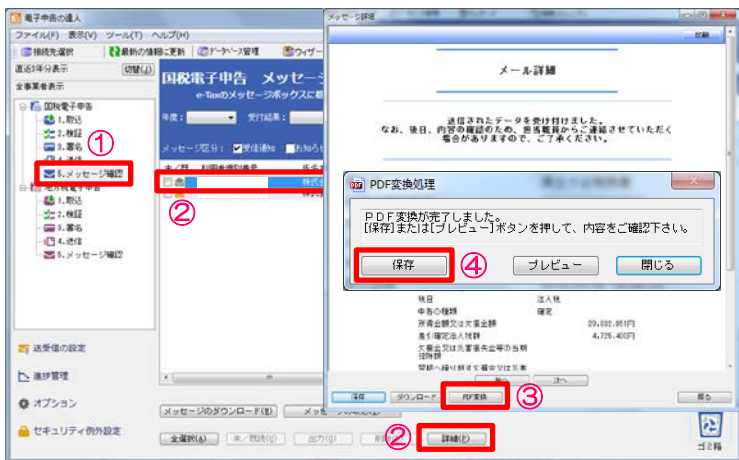 電子申告の達人
ファイル(F) 表示(V) ツール(T) ヘルプ(H)
接続先選択 最新の情報に更新 データベース管理 ウィザー
直近2年分表示 切替(J)
全事業者表示
国税電子申告
1.取込
2.検証
3.署名
4.送信
5.メッセージ確認
地方税電子申告
1.取込
2.検証
3.署名
4.送信
5.メッセージ確認
①
②
送受信の設定
進捗管理
オプション
セキュリティ例外設定
国税電子申告 メッセージ
e-Taxのメッセージボックスに
年度: 受付結果:
メッセージ区分: 受信通知 お知らせ
未/既 利用者識別番号 氏名
株式
メッセージのダウンロード(B)
全選択(A) 未/既読(U) 出力(O) 詳細(P)
②
ゴミ箱
メッセージ詳細
印刷
メール詳細
送信されたデータを受け付けました。
なお、後日、内容の確認のため、担当職員からご連絡させていただく
場合がありますので、ご了承ください。
PDF変換処理
PDF変換が完了しました。
[保存]または[プレビュー]ボタンを押して、内容をご確認下さい。
保存 ④ プレビュー 閉じる
税目 法人税
申告の種類 確定
所得金額又は欠損金額
差引確定法人税額
欠損金又は災害損失金等の当期
控除額
翌期へ繰り越す欠損金又は災害
次へ
保存 ダウンロード PDF変換 ③ 戻る